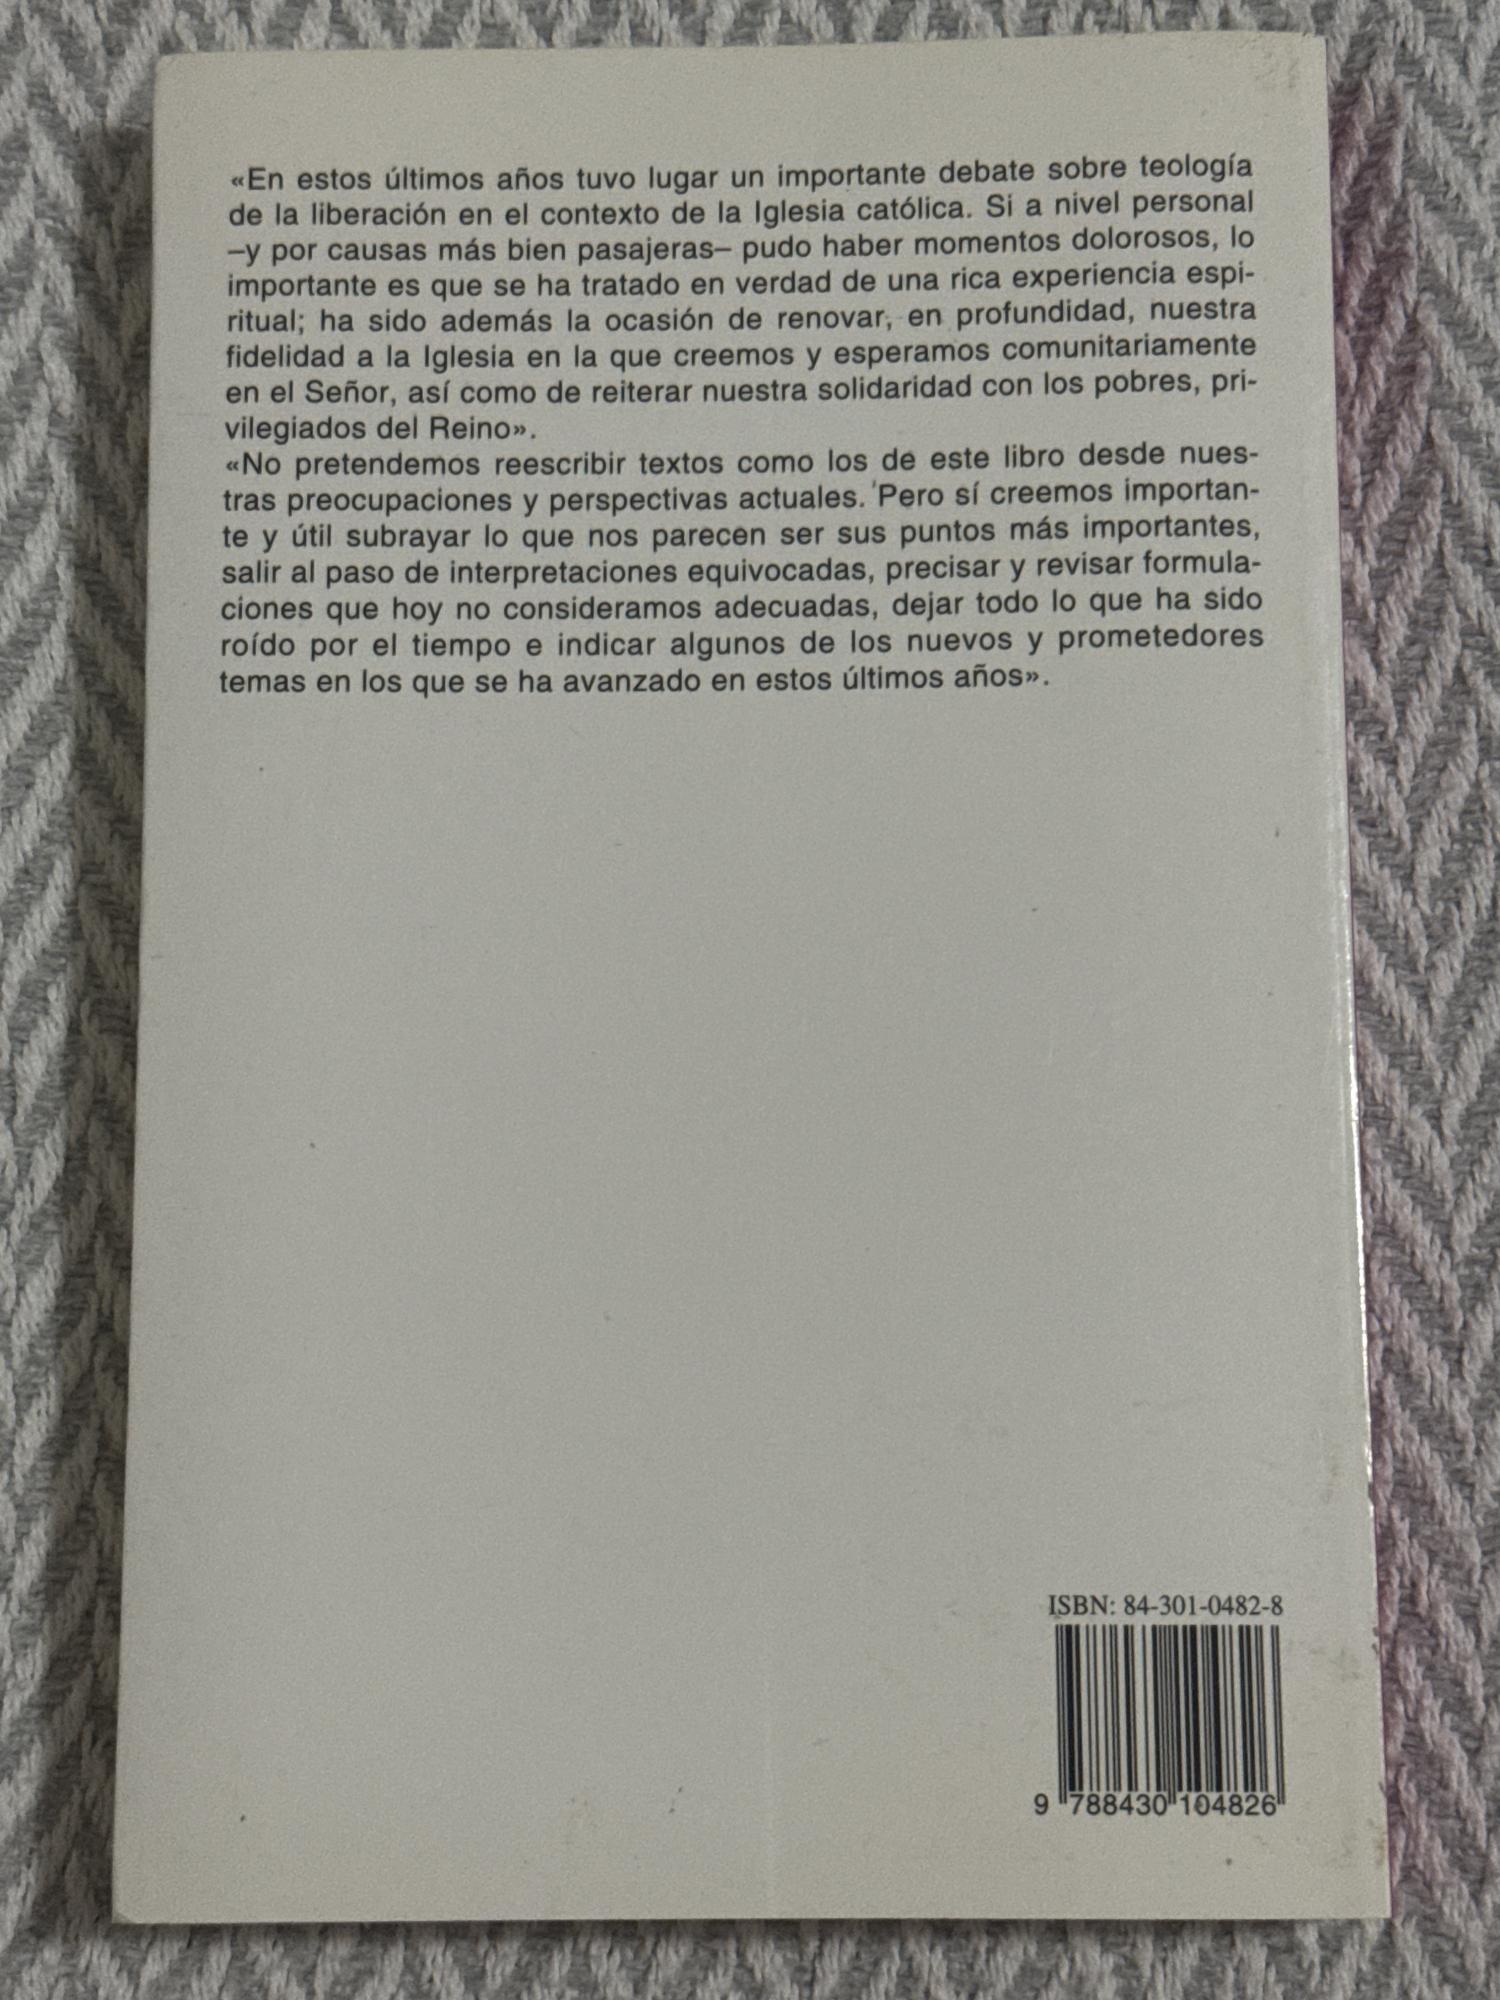 «En estos últimos años tuvo lugar un importante debate sobre teología
de la liberación en el contexto de la Iglesia católica. Si a nivel personal
–y por causas más bien pasajeras– pudo haber momentos dolorosos, lo
importante es que se ha tratado en verdad de una rica experiencia espi-
ritual; ha sido además la ocasión de renovar, en profundidad, nuestra
fidelidad a la Iglesia en la que creemos y esperamos comunitariamente
en el Señor, así como de reiterar nuestra solidaridad con los pobres, pri-
vilegiados del Reino».
«No pretendemos reescribir textos como los de este libro desde nues-
tras preocupaciones y perspectivas actuales. Pero sí creemos importan-
te y útil subrayar lo que nos parecen ser sus puntos más importantes,
salir al paso de interpretaciones equivocadas, precisar y revisar formula-
ciones que hoy no consideramos adecuadas, dejar todo lo que ha sido
roído por el tiempo e indicar algunos de los nuevos y prometedores
temas en los que se ha avanzado en estos últimos años».
ISBN: 84-301-0482-8
9 788430 104826